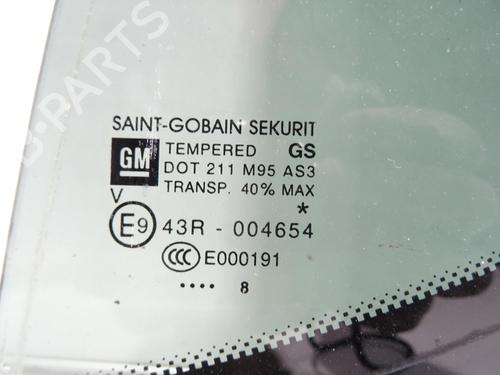 B-PARTS
SAINT-GOBAIN SEKURIT
GM TEMPERED GS
DOT 211 M95 AS3
TRANSP. 40% MAX
V *
E9 43R - 004654
CCC E000191
•••• 8